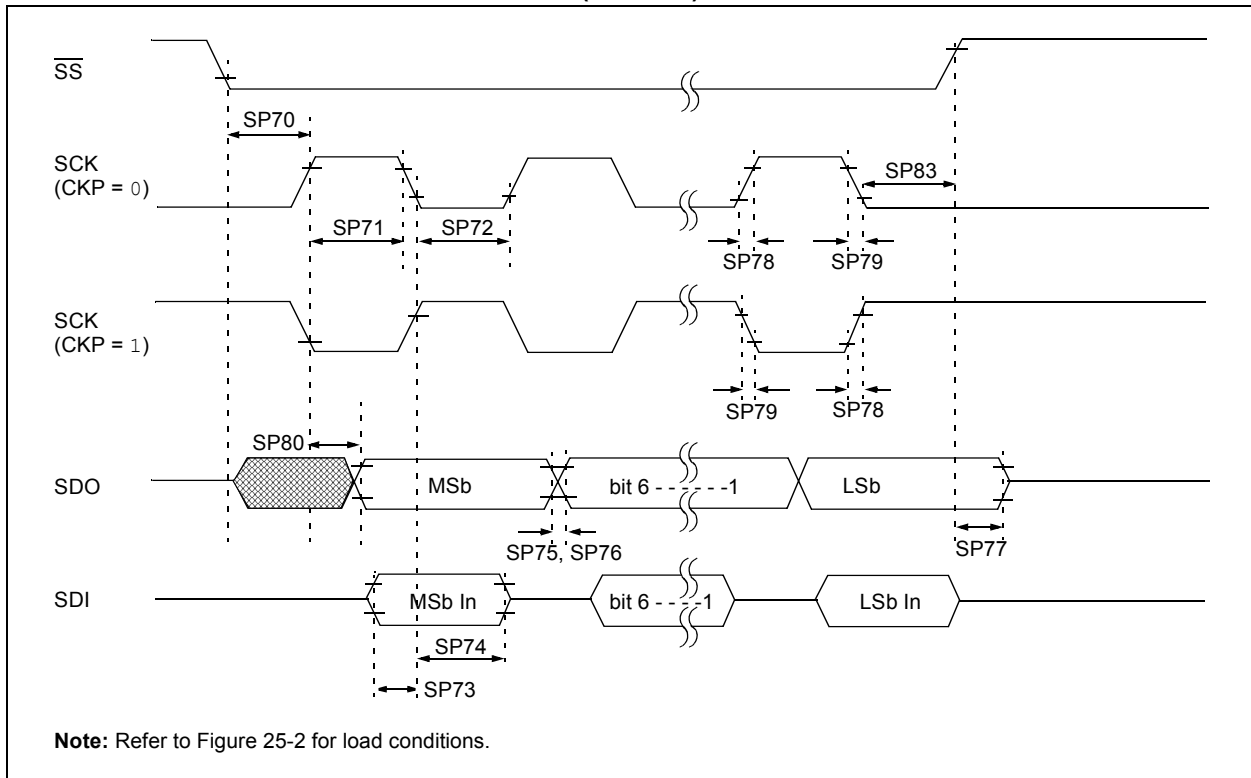 SS
SP70
SCK
(CKP = 0)
SP83
SP71
SP72
SP78
SP79
SCK
(CKP = 1)
SP79
SP78
SP80
SDO
MSb
bit 6 - - - - - -1
LSb
SP75, SP76
SP77
SDI
MSb In
bit 6 - - - -1
LSb In
SP74
SP73
Note: Refer to Figure 25-2 for load conditions.